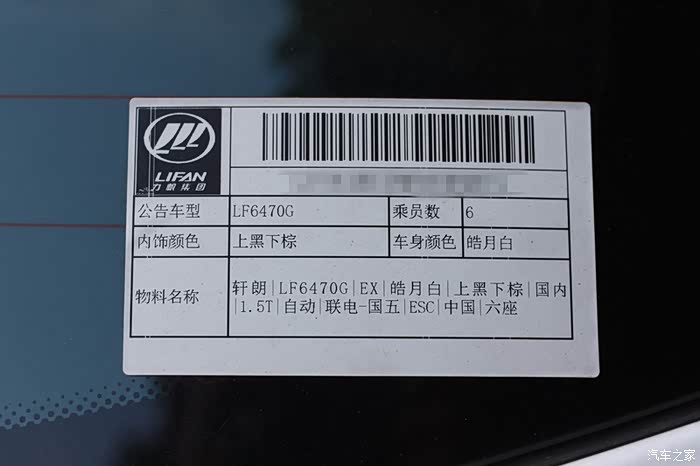 LIFAN
力帆集团
公告车型 LF6470G 乘员数 6
内饰颜色 上黑下棕 车身颜色 皓月白
物料名称 轩朗|LF6470G|EX|皓月白|上黑下棕|国内
|1.5T|自动|联电-国五|ESC|中国|六座
汽车之家